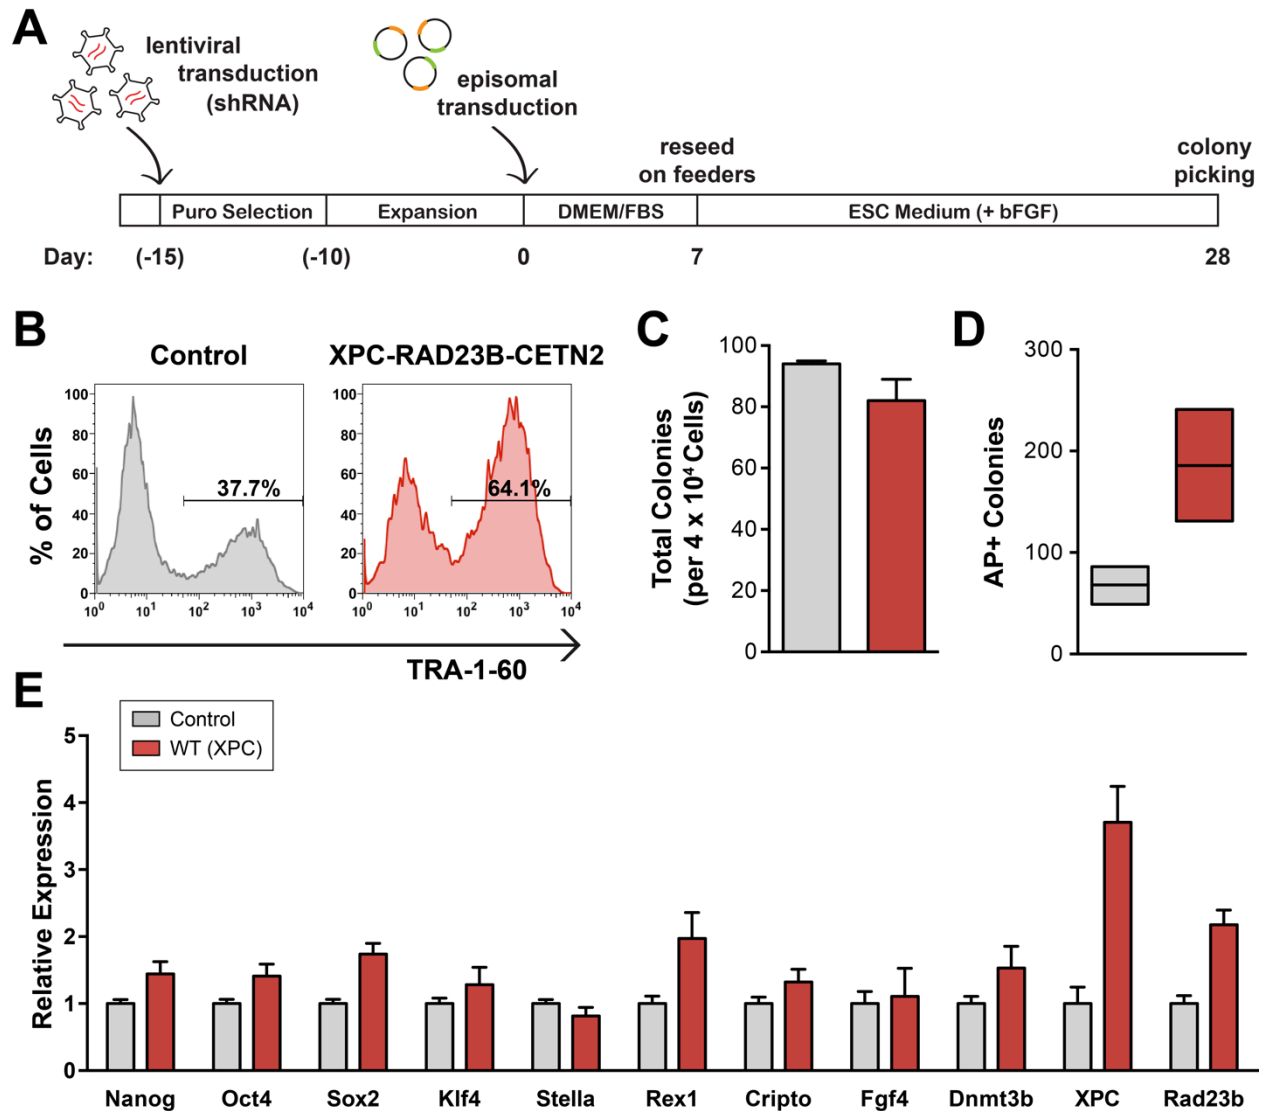 A
lentiviral
transduction
(shRNA)
episomal
transduction
reseed
on feeders
colony
picking
Puro Selection
Expansion
DMEM/FBS
ESC Medium (+ bFGF)
Day:
(-15)
(-10)
0
7
28
B
Control
XPC-RAD23B-CETN2
% of Cells
100
80
60
40
20
0
37.7%
10⁰
10¹
10²
10³
10⁴
100
80
60
40
20
0
64.1%
10⁰
10¹
10²
10³
10⁴
TRA-1-60
C
Total Colonies
(per 4 x 10⁴ Cells)
100
80
60
40
20
0
D
AP+ Colonies
300
200
100
0
E
Control
WT (XPC)
Relative Expression
5
4
3
2
1
0
Nanog
Oct4
Sox2
Klf4
Stella
Rex1
Cripto
Fgf4
Dnmt3b
XPC
Rad23b